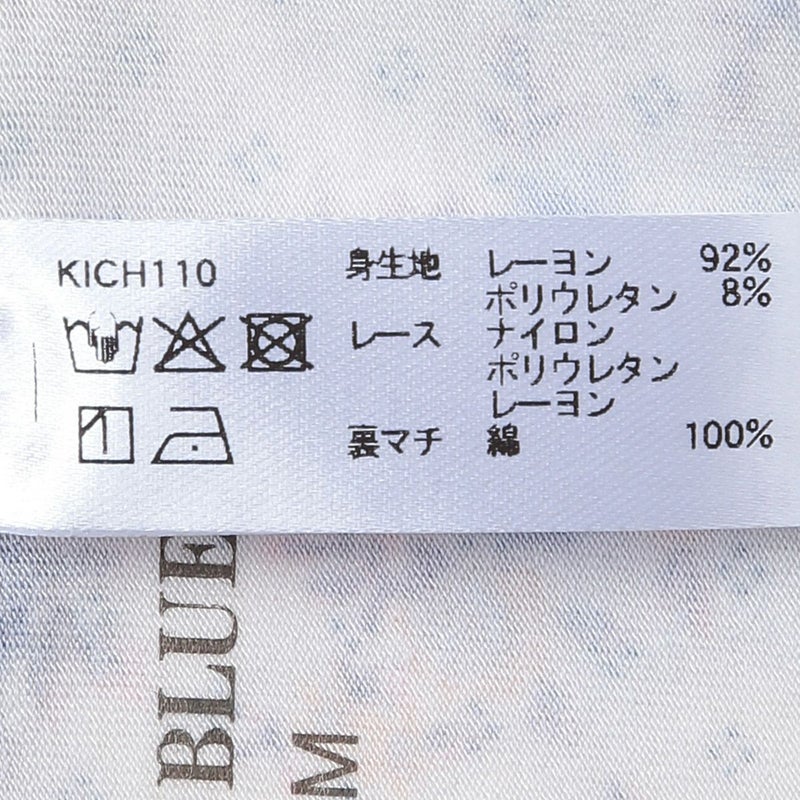 KICH110
身生地 レーヨン 92%
ポリウレタン 8%
レース ナイロン
ポリウレタン
レーヨン
裏マチ 綿 100%
BLUE
M